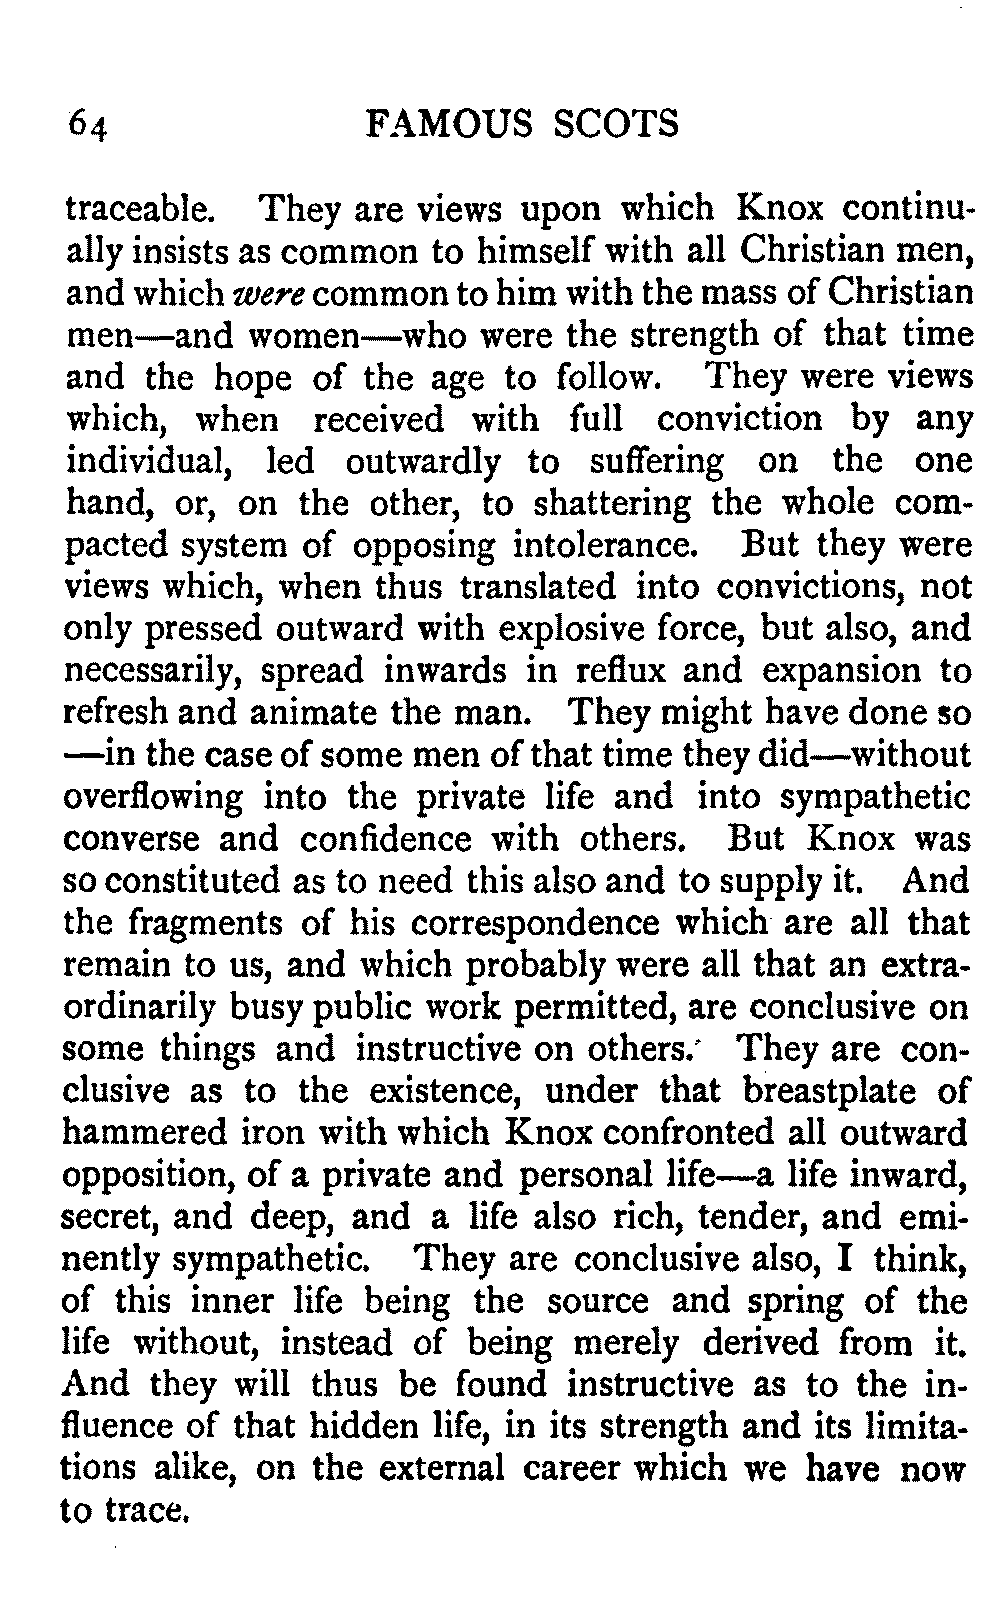 64 FAMOUS SCOTS
traceable. They are views upon which Knox continu-
ally insists as common to himself with all Christian men,
and which were common to him with the mass of Christian
men—and women—who were the strength of that time
and the hope of the age to follow. They were views
which, when received with full conviction by any
individual, led outwardly to suffering on the one
hand, or, on the other, to shattering the whole com-
pacted system of opposing intolerance. But they were
views which, when thus translated into convictions, not
only pressed outward with explosive force, but also, and
necessarily, spread inwards in reflux and expansion to
refresh and animate the man. They might have done so
—in the case of some men of that time they did—without
overflowing into the private life and into sympathetic
converse and confidence with others. But Knox was
so constituted as to need this also and to supply it. And
the fragments of his correspondence which are all that
remain to us, and which probably were all that an extra-
ordinarily busy public work permitted, are conclusive on
some things and instructive on others. They are con-
clusive as to the existence, under that breastplate of
hammered iron with which Knox confronted all outward
opposition, of a private and personal life—a life inward,
secret, and deep, and a life also rich, tender, and emi-
nently sympathetic. They are conclusive also, I think,
of this inner life being the source and spring of the
life without, instead of being merely derived from it.
And they will thus be found instructive as to the in-
fluence of that hidden life, in its strength and its limita-
tions alike, on the external career which we have now
to trace.